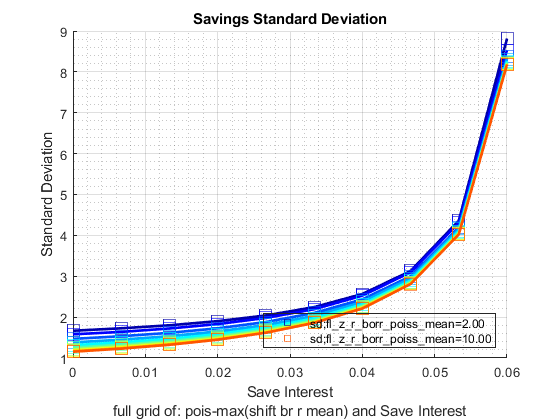 Savings Standard Deviation
9
8
7
6
5
4
3
2
1
Standard Deviation
sd;fl_z_r_borr_poiss_mean=2.00
sd;fl_z_r_borr_poiss_mean=10.00
0 0.01 0.02 0.03 0.04 0.05 0.06
Save Interest
full grid of: pois-max(shift br r mean) and Save Interest